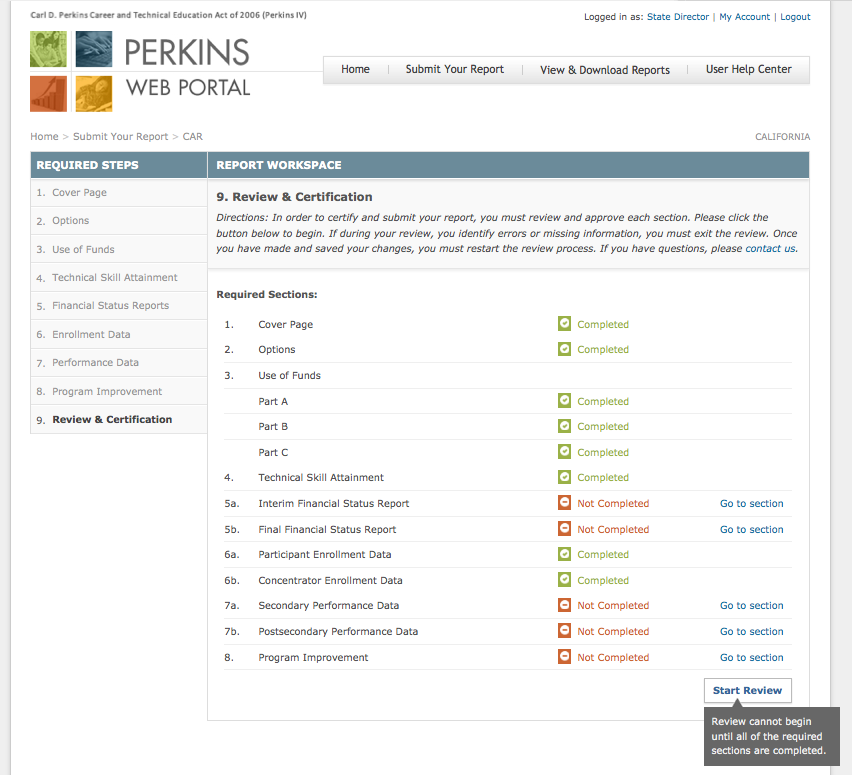 Carl D. Perkins Career and Technical Education Act of 2006 (Perkins IV)
Logged in as: State Director | My Account | Logout
PERKINS
WEB PORTAL
Home | Submit Your Report | View & Download Reports | User Help Center
Home > Submit Your Report > CAR
CALIFORNIA
REQUIRED STEPS
1. Cover Page
2. Options
3. Use of Funds
4. Technical Skill Attainment
5. Financial Status Reports
6. Enrollment Data
7. Performance Data
8. Program Improvement
9. Review & Certification
REPORT WORKSPACE
9. Review & Certification
Directions: In order to certify and submit your report, you must review and approve each section. Please click the
button below to begin. If during your review, you identify errors or missing information, you must exit the review. Once
you have made and saved your changes, you must restart the review process. If you have questions, please contact us.
Required Sections:
1. Cover Page Completed
2. Options Completed
3. Use of Funds
Part A Completed
Part B Completed
Part C Completed
4. Technical Skill Attainment Completed
5a. Interim Financial Status Report Not Completed Go to section
5b. Final Financial Status Report Not Completed Go to section
6a. Participant Enrollment Data Completed
6b. Concentrator Enrollment Data Completed
7a. Secondary Performance Data Not Completed Go to section
7b. Postsecondary Performance Data Not Completed Go to section
8. Program Improvement Not Completed Go to section
Start Review
Review cannot begin
until all of the required
sections are completed.